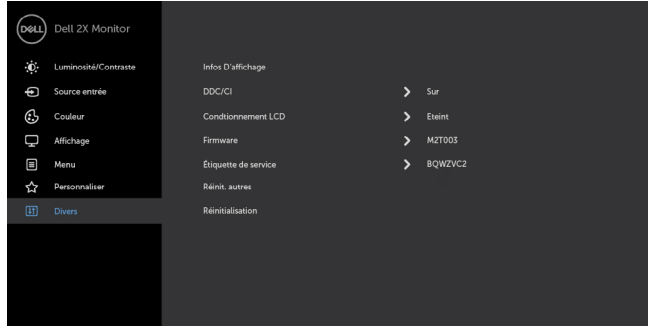 DELL Dell 2X Monitor
Luminosité/Contraste Infos D'affichage
Source entrée DDC/CI Sur
Couleur Condtionnement LCD Eteint
Affichage Firmware M2T003
Menu Étiquette de service BQWZVC2
Personnaliser Réinit. autres
Divers Réinitialisation